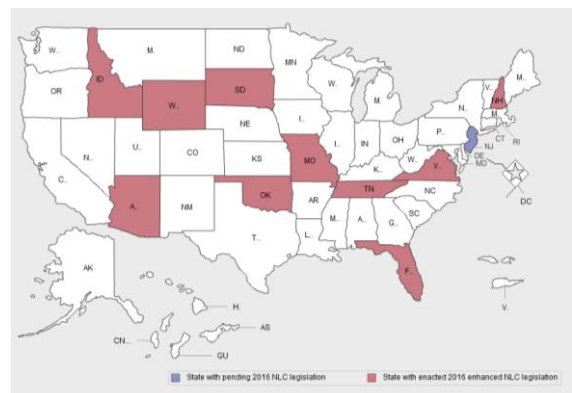 W..
M.
ND
MN
ID
OR
SD
W..
W.
M.
V..
M..
NH
N..
M..
CT
RI
NE
I..
N..
U..
CO
KS
MO
I..
IN
OH
P..
NJ
DE
MD
W..
V..
K..
C..
A..
NM
OK
AR
TN
NC
DC
SC
T..
L..
M..
A..
G..
F..
AK
H.
AS
CN..
GU
V.
State with pending 2016 NLC legislation
State with enacted 2016 enhanced NLC legislation